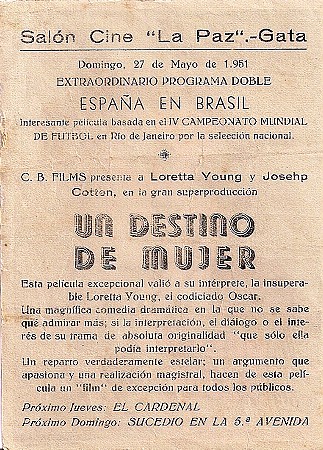 Salón Cine "La Paz".-Gata
Domingo, 27 de Mayo de 1.951
EXTRAORDINARIO PROGRAMA DOBLE
ESPAÑA EN BRASIL
Interesante película basada en el IV CAMPEONATO MUNDIAL
DE FUTBOL en Río de Janeiro por la selección nacional.
C. B. FILMS presenta a Loretta Young y Josehp
Cotten, en la gran superproducción
UN DESTINO
DE MUJER
Esta película excepcional valió a su intérprete, la insupera-
ble Loretta Young, el codiciado Oscar.
Una magnífica comedia dramática en la que no se sabe
qué admirar más; si la interpretación, el diálogo o el inte-
rés de su trama de absoluta originalidad "que sólo ella
podía interpretarlo".
Un reparto verdaderamente estelar; un argumento que
apasiona y una realización magistral, hacen de esta pelí-
cula un "film" de excepción para todos los públicos.
Próximo Jueves: EL CARDENAL
Próximo Domingo: SUCEDIO EN LA 5.ª AVENIDA